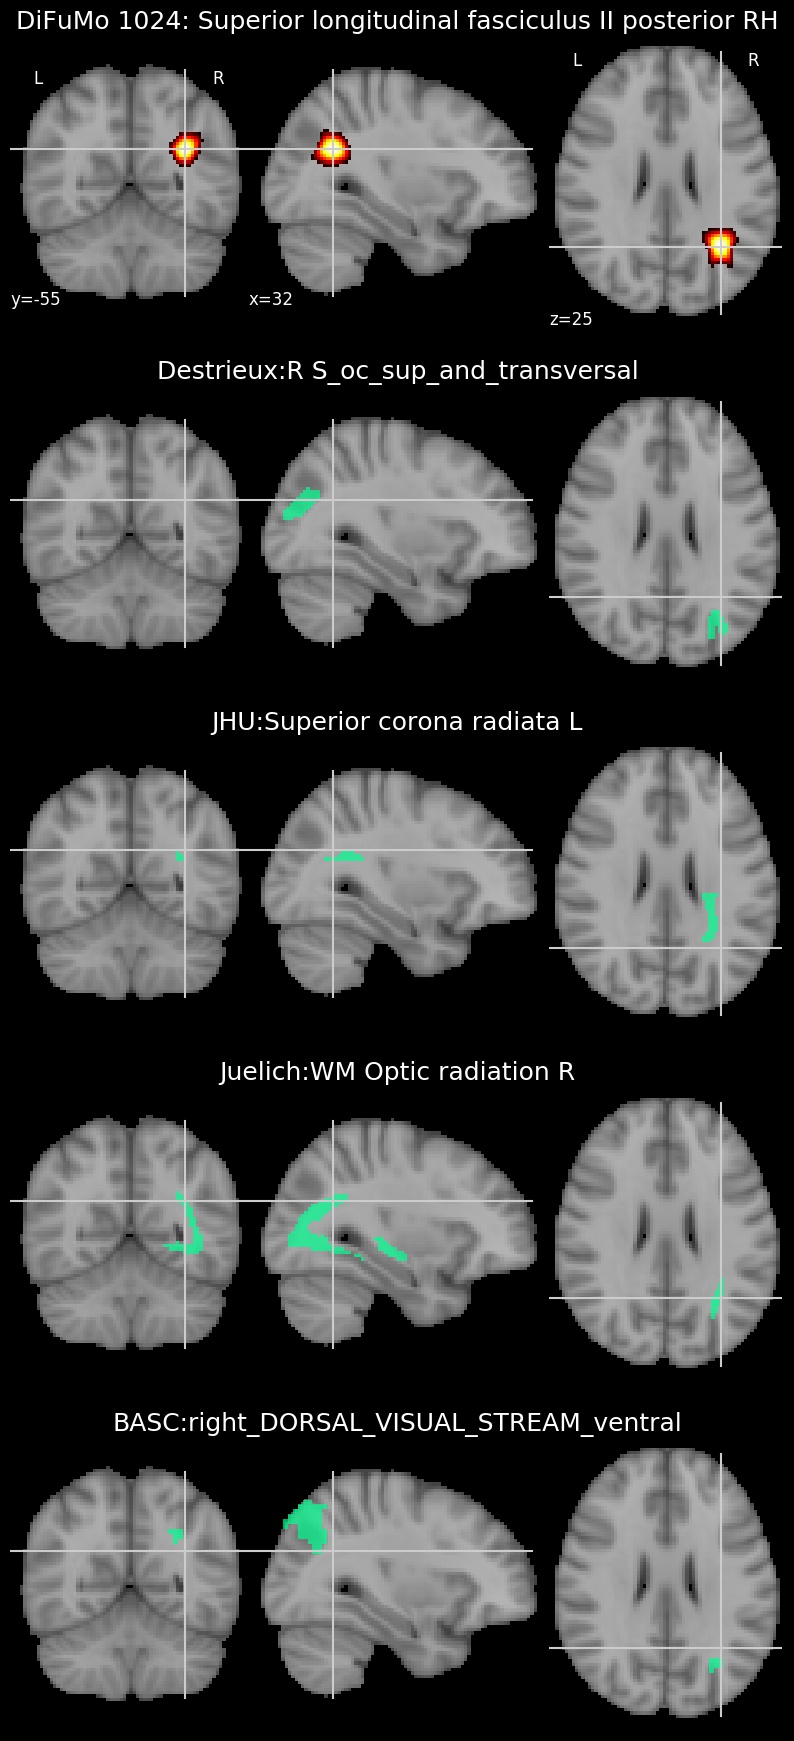 DiFuMo 1024: Superior longitudinal fasciculus II posterior RH
L R L R
y=-55 x=32 z=25
Destrieux:R S_oc_sup_and_transversal
JHU:Superior corona radiata L
Juelich:WM Optic radiation R
BASC:right_DORSAL_VISUAL_STREAM_ventral